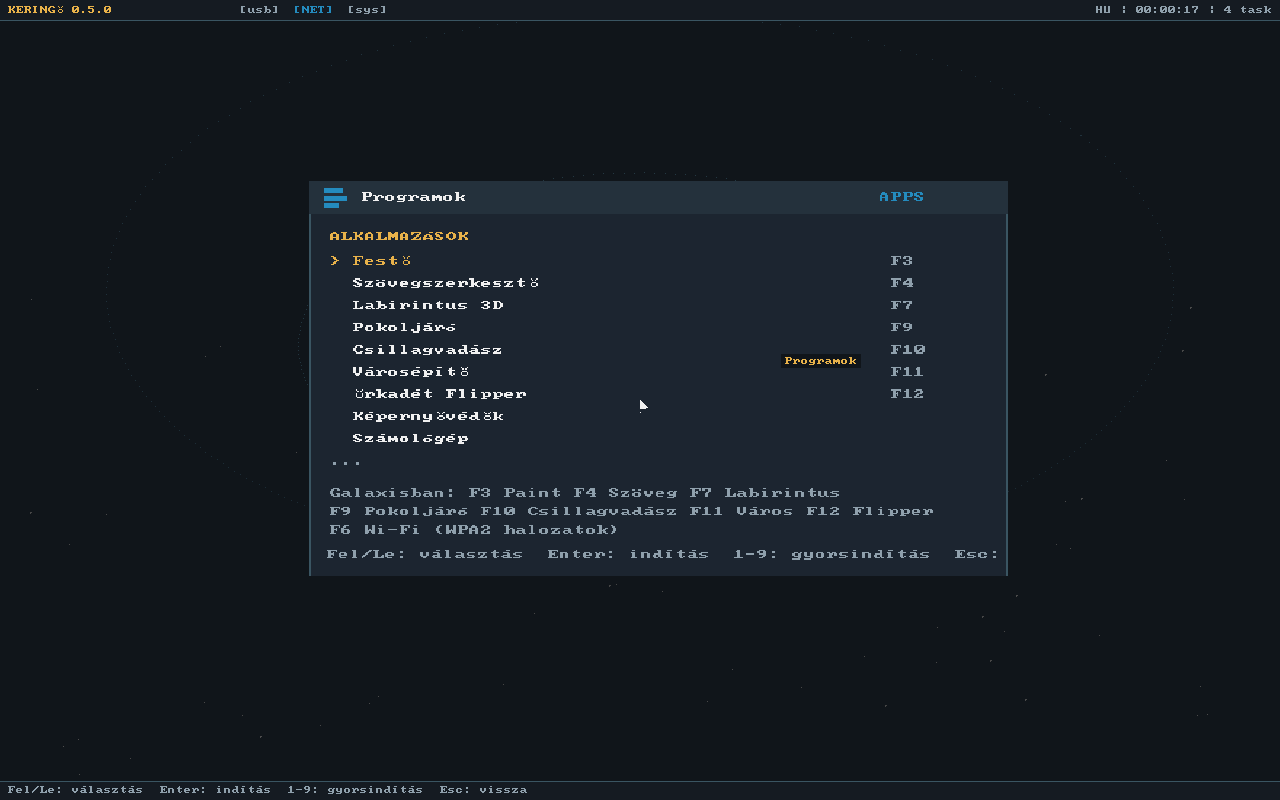 KERINGŐ 0.5.0 [usb] [NET] [sys] HU | 00:00:17 | 4 task
Programok APPS
ALKALMAZÁSOK
> Festő F3
Szövegszerkesztő F4
Labirintus 3D F7
Pokoljáró F9
Csillagvadász F10
Programok
Városépítő F11
Űrkadét Flipper F12
Képernyővédők
Számológép
...
Galaxisban: F3 Paint F4 Szöveg F7 Labirintus
F9 Pokoljáró F10 Csillagvadász F11 Város F12 Flipper
F6 Wi-Fi (WPA2 halozatok)
Fel/Le: választás Enter: indítás 1-9: gyorsindítás Esc:
Fel/Le: választás Enter: indítás 1-9: gyorsindítás Esc: vissza